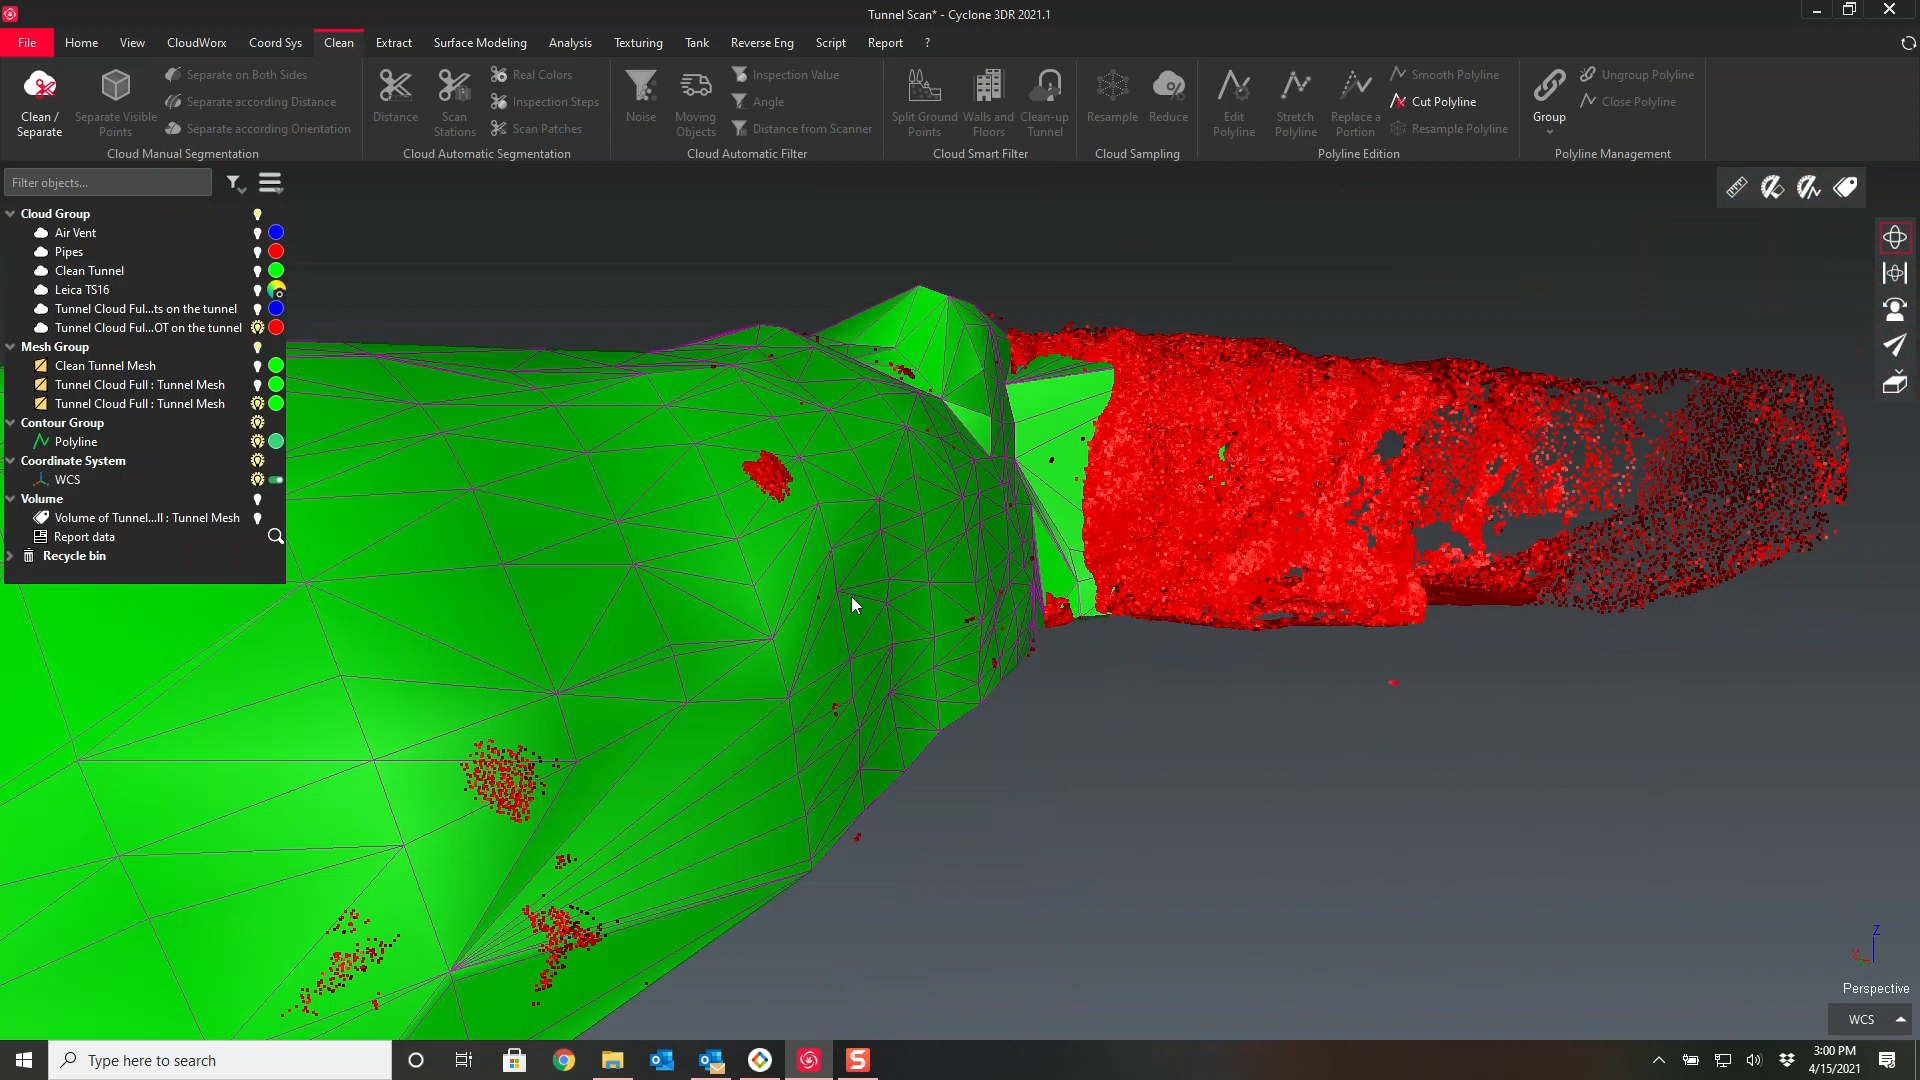 Tunnel Scan* - Cyclone 3DR 2021.1
File Home View CloudWorx Coord Sys Clean Extract Surface Modeling Analysis Texturing Tank Reverse Eng Script Report ?
Clean / Separate
Separate Visible Points
Separate on Both Sides
Separate according Distance
Separate according Orientation
Cloud Manual Segmentation
Distance
Scan Stations
Real Colors
Inspection Steps
Scan Patches
Cloud Automatic Segmentation
Noise
Moving Objects
Inspection Value
Angle
Distance from Scanner
Cloud Automatic Filter
Split Ground Points
Walls and Floors
Clean-up Tunnel
Cloud Smart Filter
Resample
Reduce
Cloud Sampling
Edit Polyline
Stretch Polyline
Replace a Portion
Smooth Polyline
Cut Polyline
Resample Polyline
Polyline Edition
Group
Ungroup Polyline
Close Polyline
Polyline Management
Filter objects...
Cloud Group
Air Vent
Pipes
Clean Tunnel
Leica TS16
Tunnel Cloud Ful...ts on the tunnel
Tunnel Cloud Ful...OT on the tunnel
Mesh Group
Clean Tunnel Mesh
Tunnel Cloud Full : Tunnel Mesh
Tunnel Cloud Full : Tunnel Mesh
Contour Group
Polyline
Coordinate System
WCS
Volume
Volume of Tunnel...ll : Tunnel Mesh
Report data
Recycle bin
Z
X
Perspective
WCS
Type here to search
S
3:00 PM
4/15/2021